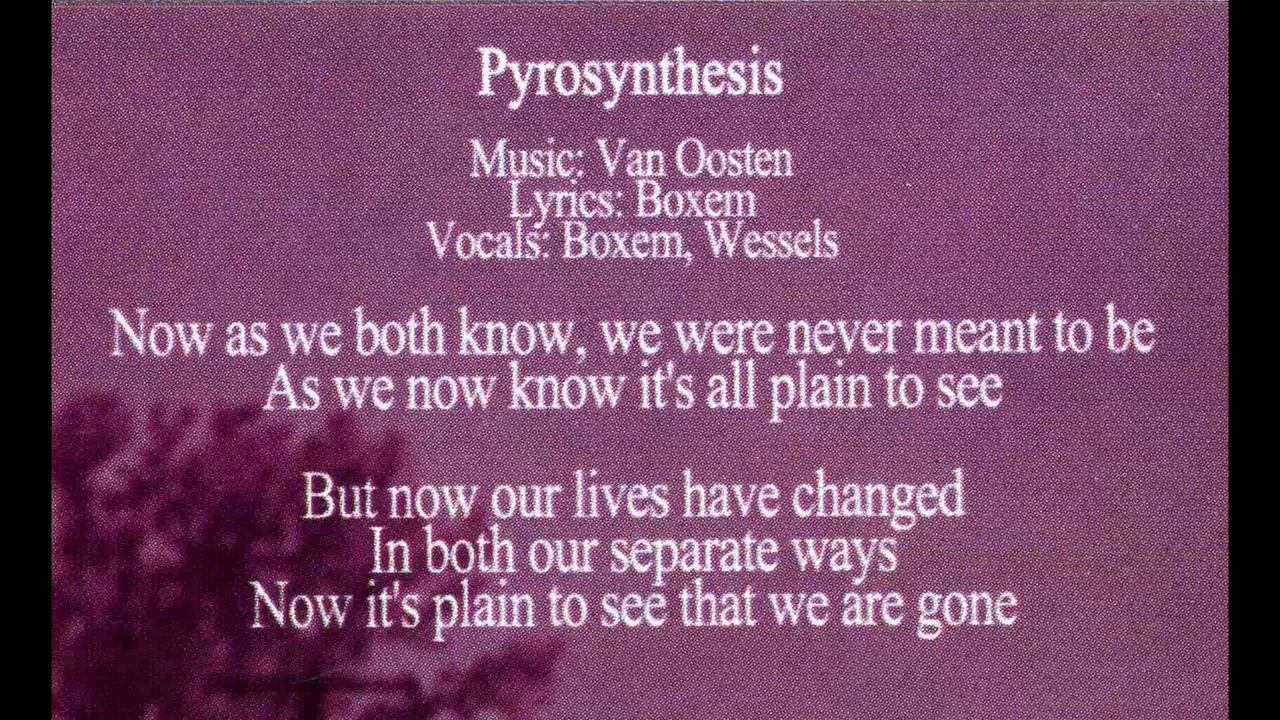 Pyrosynthesis
Music: Van Oosten
Lyrics: Boxem
Vocals: Boxem, Wessels
Now as we both know, we were never meant to be
As we now know it's all plain to see
But now our lives have changed
In both our separate ways
Now it's plain to see that we are gone